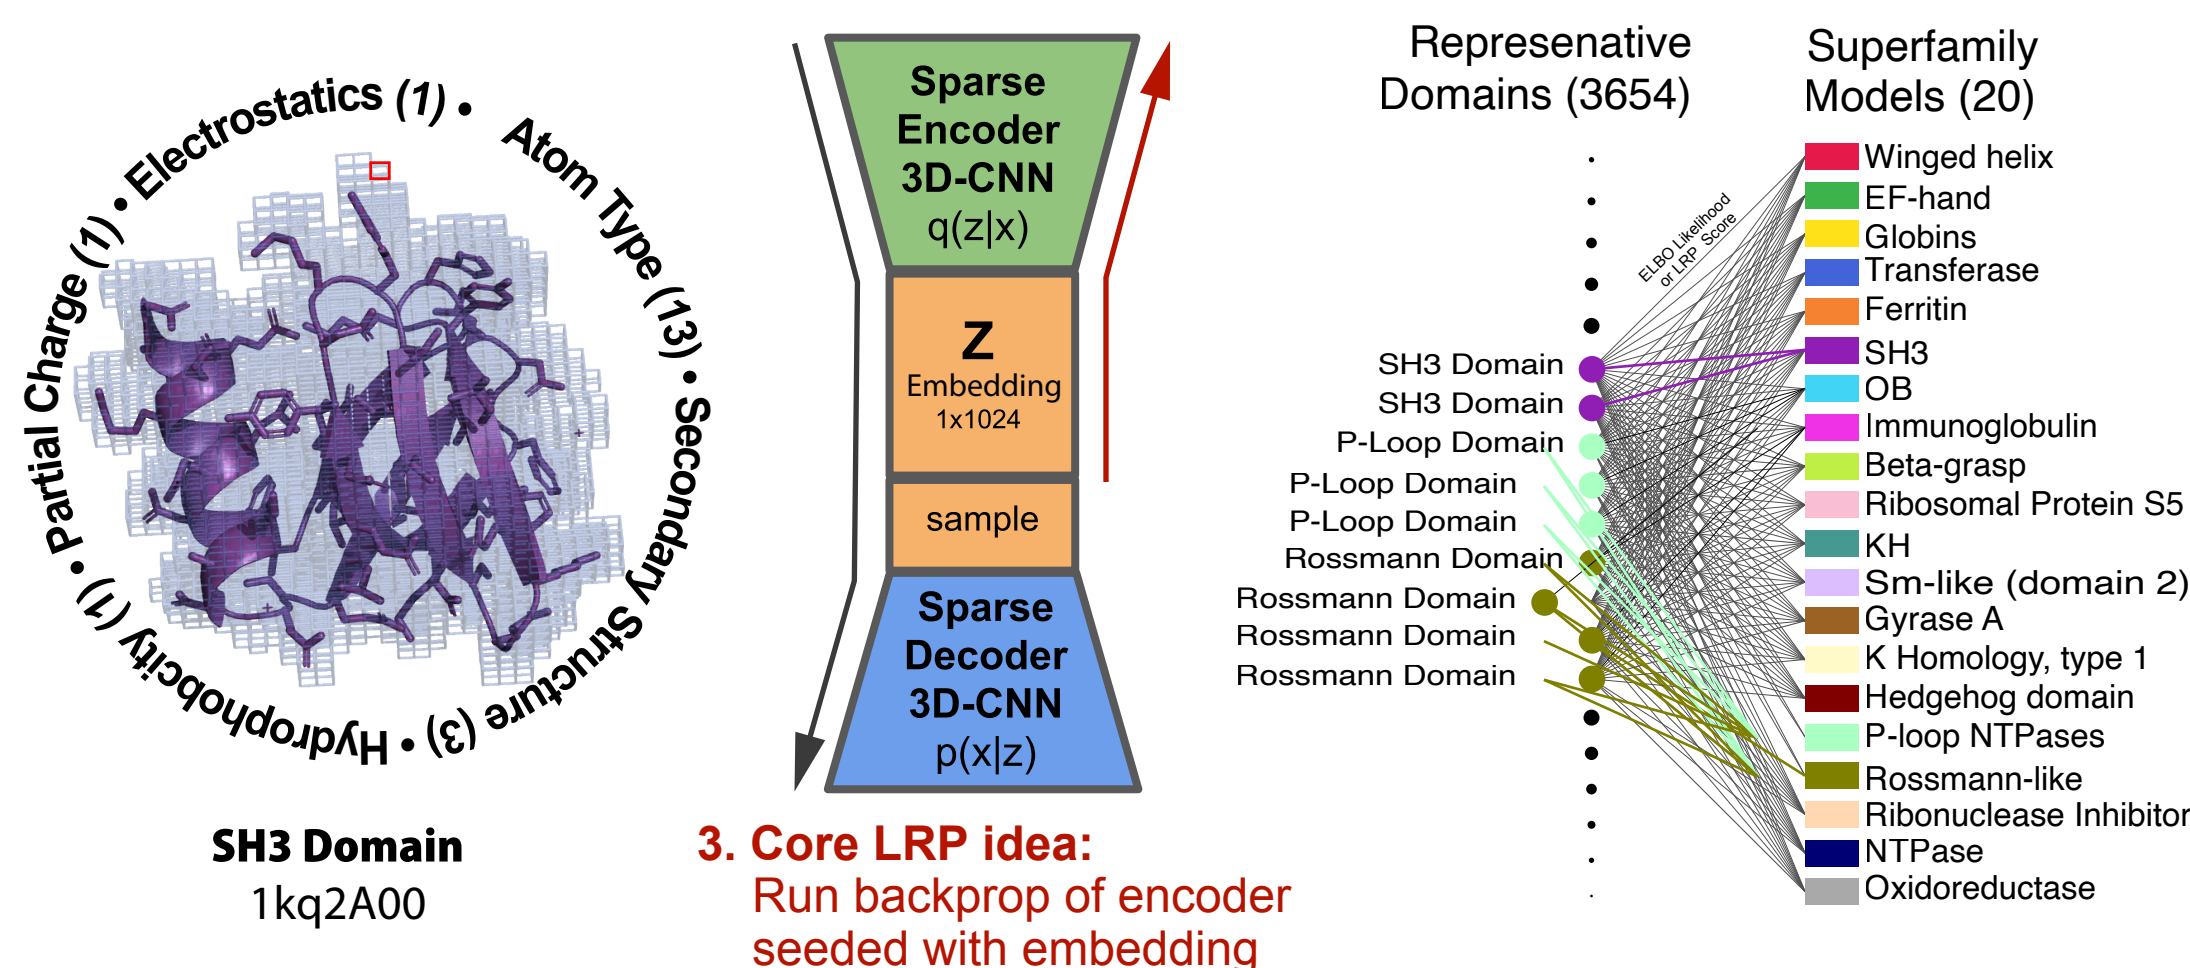 Electrostatics (1) •
Atom Type (13) •
Secondary Structure (3) •
Hydrophobcity (1) •
Partial Charge (1) •
SH3 Domain
1kq2A00
Sparse
Encoder
3D-CNN
q(z|x)
Z
Embedding
1x1024
sample
Sparse
Decoder
3D-CNN
p(x|z)
3. Core LRP idea:
Run backprop of encoder
seeded with embedding
Represenative
Domains (3654)
Superfamily
Models (20)
ELBO Likelihood
or LRP Score
SH3 Domain
SH3 Domain
P-Loop Domain
P-Loop Domain
P-Loop Domain
Rossmann Domain
Rossmann Domain
Rossmann Domain
Rossmann Domain
Winged helix
EF-hand
Globins
Transferase
Ferritin
SH3
OB
Immunoglobulin
Beta-grasp
Ribosomal Protein S5
KH
Sm-like (domain 2)
Gyrase A
K Homology, type 1
Hedgehog domain
P-loop NTPases
Rossmann-like
Ribonuclease Inhibitor
NTPase
Oxidoreductase